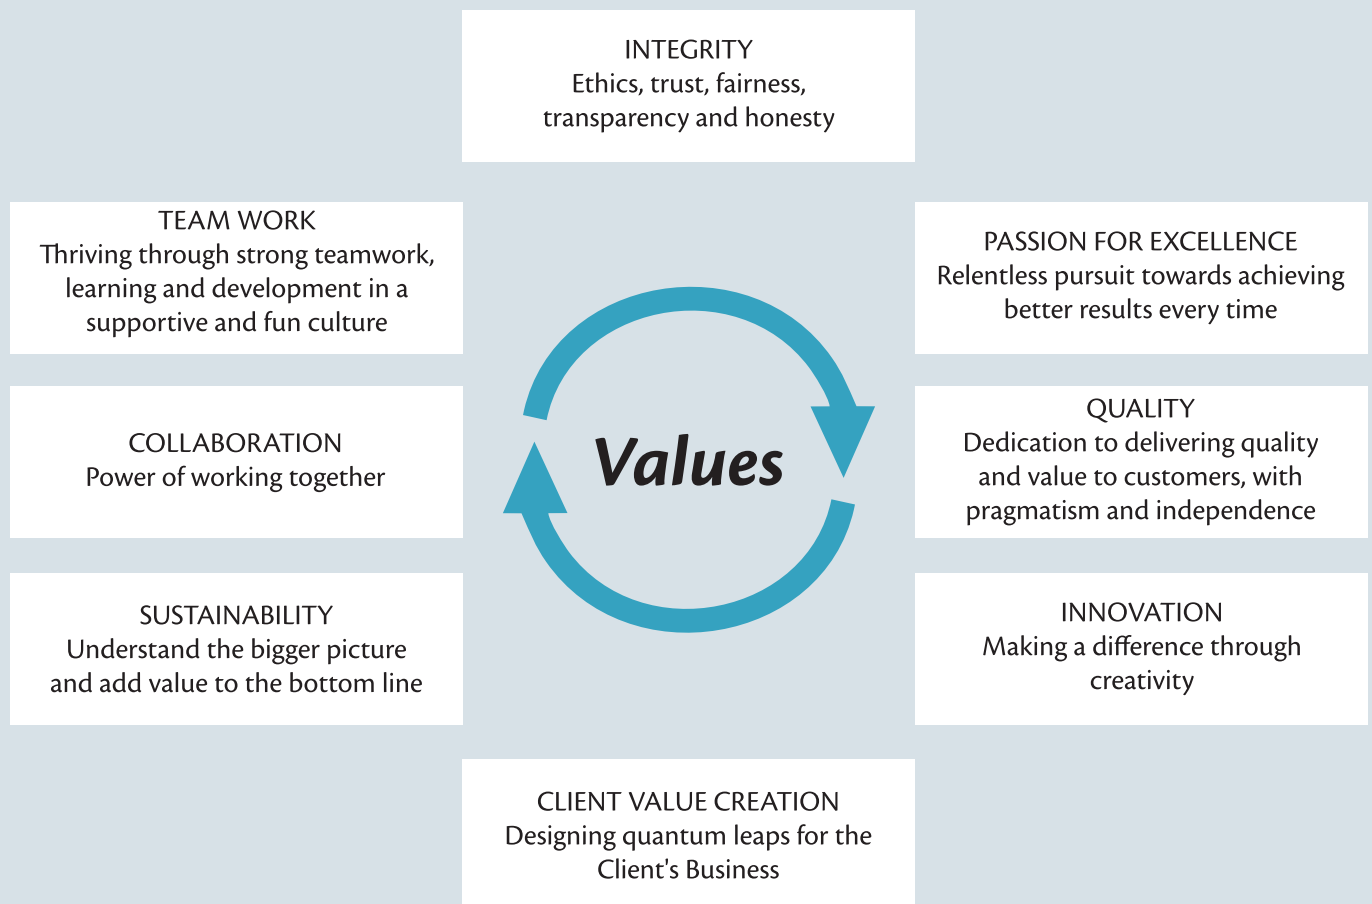 INTEGRITY
Ethics, trust, fairness,
transparency and honesty
TEAM WORK
Thriving through strong teamwork,
learning and development in a
supportive and fun culture
PASSION FOR EXCELLENCE
Relentless pursuit towards achieving
better results every time
COLLABORATION
Power of working together
Values
QUALITY
Dedication to delivering quality
and value to customers, with
pragmatism and independence
SUSTAINABILITY
Understand the bigger picture
and add value to the bottom line
INNOVATION
Making a difference through
creativity
CLIENT VALUE CREATION
Designing quantum leaps for the
Client's Business